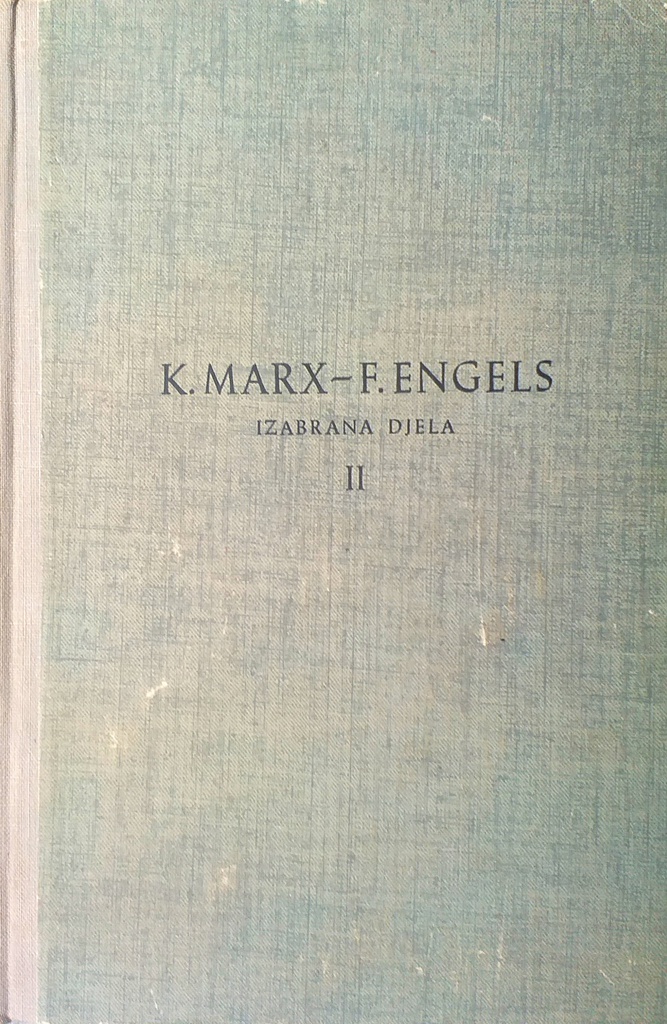 K. MARX–F. ENGELS
IZABRANA DJELA
II